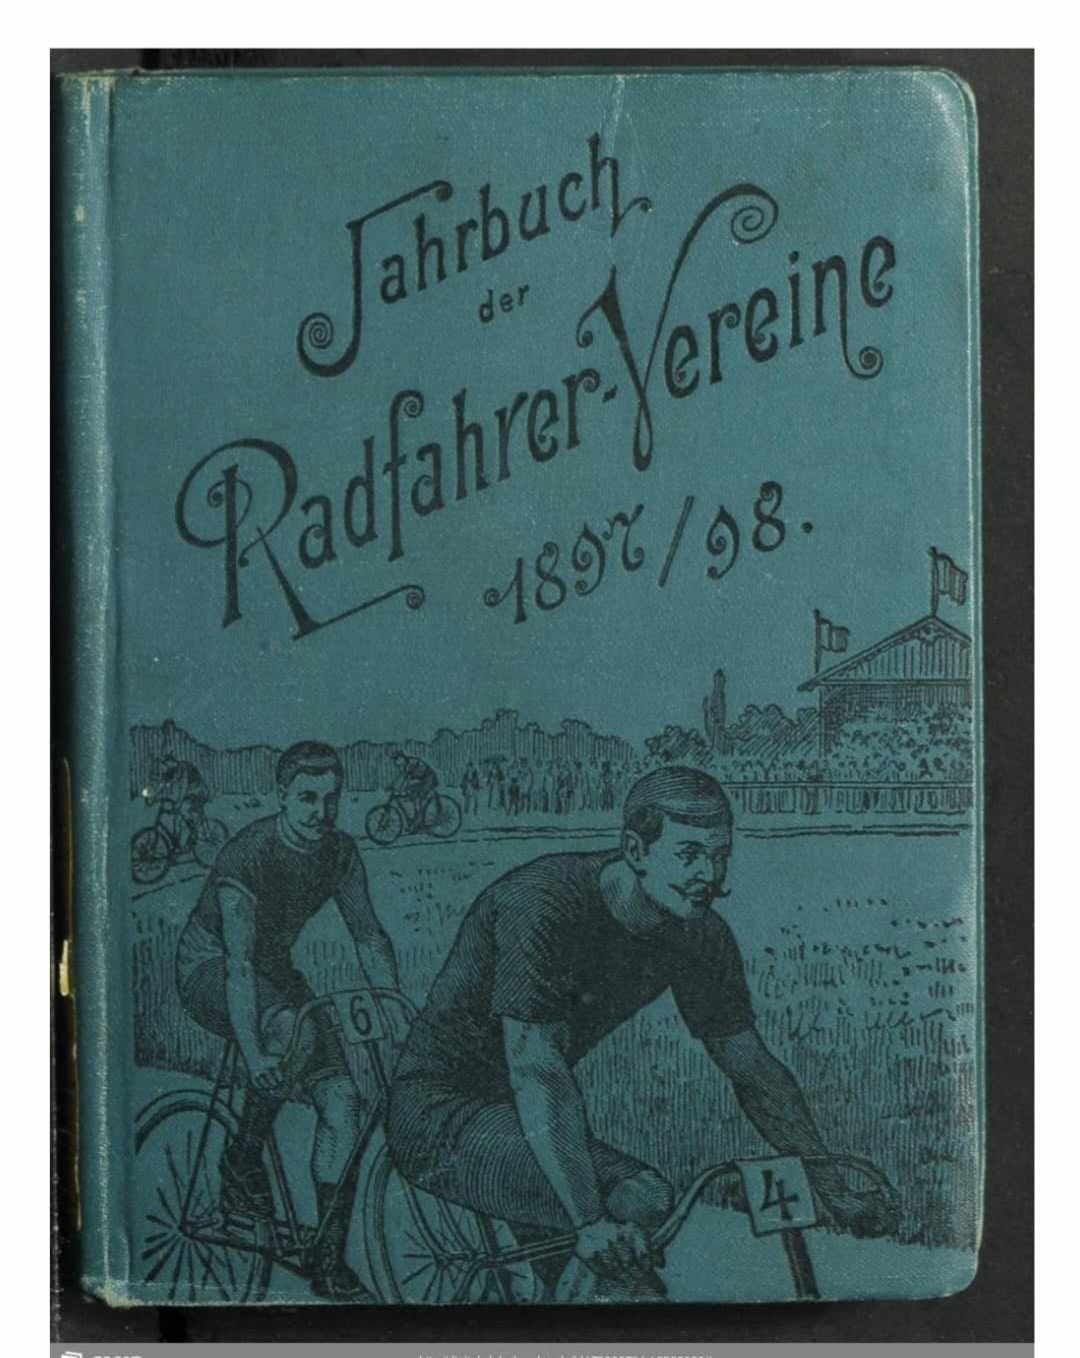 Jahrbuch
der
Radfahrer-Vereine
1897/98.
6
4